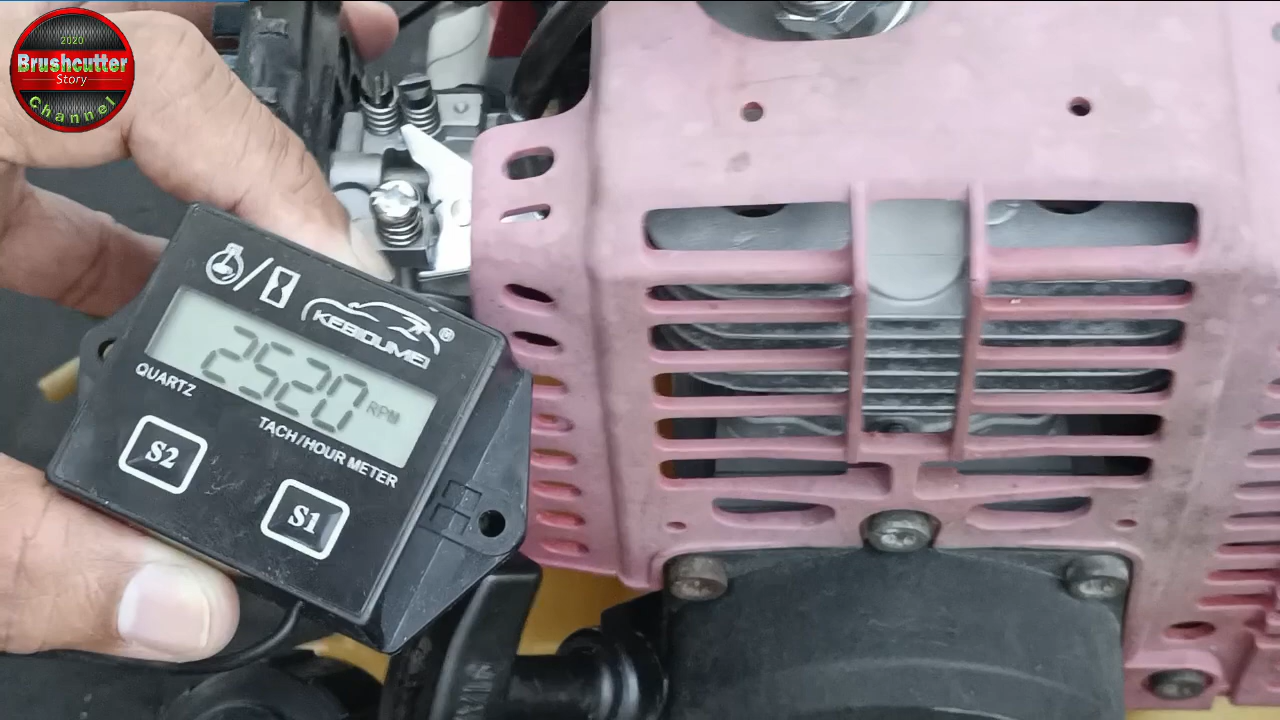 2020
Brushcutter
Story
Channel
KEBIDUMEI®
2520 RPM
QUARTZ
TACH/HOUR METER
S2
S1